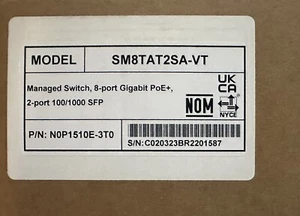 MODEL SM8TAT2SA-VT
Managed Switch, 8-port Gigabit PoE+,
2-port 100/1000 SFP
UK
CA
NOM
NYCE
P/N: N0P1510E-3T0
S/N: C020323BR2201587